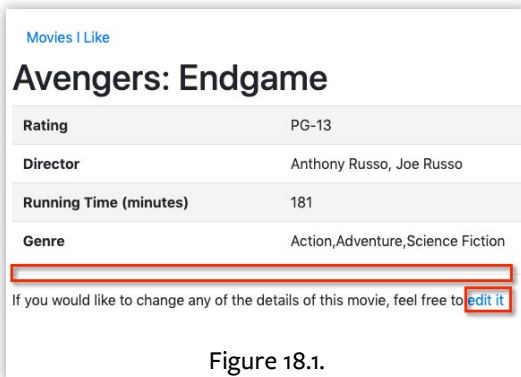 Movies I Like
Avengers: Endgame
Rating PG-13
Director Anthony Russo, Joe Russo
Running Time (minutes) 181
Genre Action,Adventure,Science Fiction
If you would like to change any of the details of this movie, feel free to edit it
Figure 18.1.